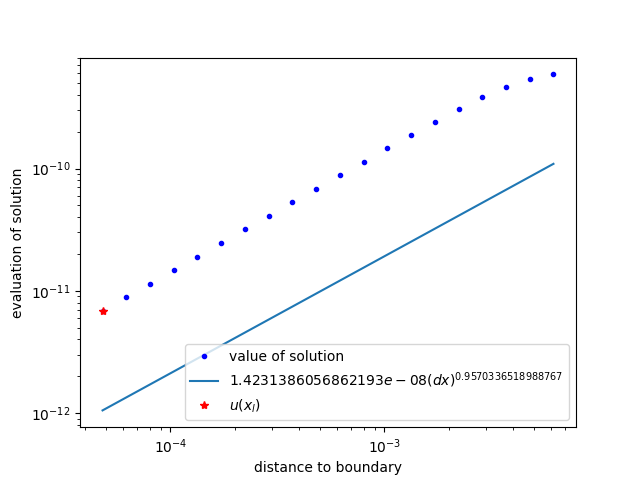 10⁻¹⁰
10⁻¹¹
10⁻¹²
evaluation of solution
value of solution
1.4231386056862193e − 08(dx)^0.9570336518988767
u(x_l)
10⁻⁴
10⁻³
distance to boundary